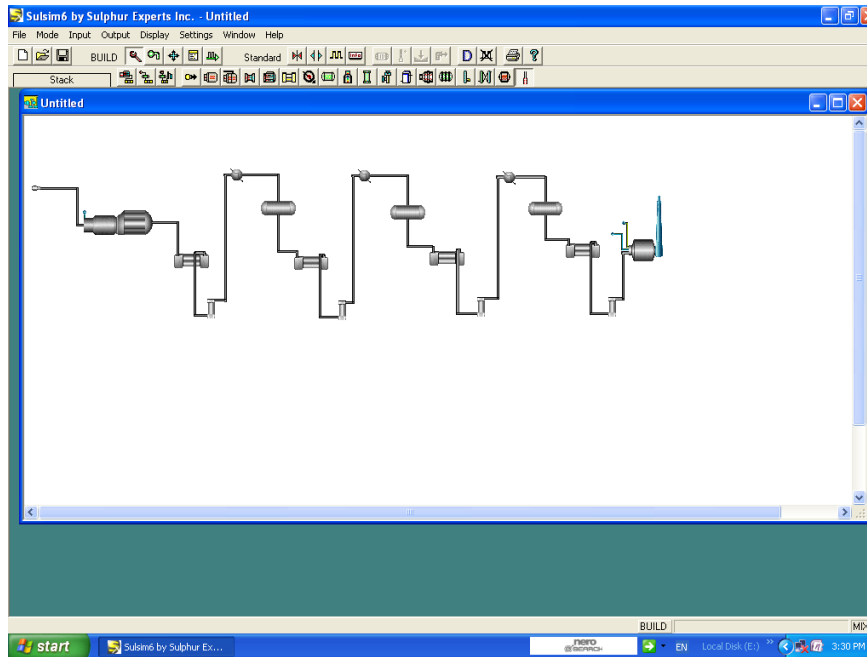 Sulsim6 by Sulphur Experts Inc. - Untitled
File Mode Input Output Display Settings Window Help
BUILD Standard D
Stack
Untitled
BUILD MIX
start Sulsim6 by Sulphur Ex... nero SEARCH EN Local Disk (E:) 3:30 PM